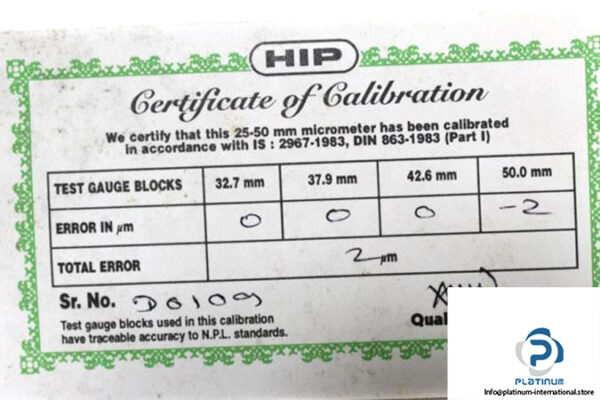 HIP
Certificate of Calibration
We certify that this 25-50 mm micrometer has been calibrated
in accordance with IS : 2967-1983, DIN 863-1983 (Part I)
TEST GAUGE BLOCKS 32.7 mm 37.9 mm 42.6 mm 50.0 mm
ERROR IN µm 0 0 0 -2
TOTAL ERROR 2 µm
Sr. No. D0109
Test gauge blocks used in this calibration
have traceable accuracy to N.P.L. standards.
Qual
PLATINUM
Info@platinum-international.store